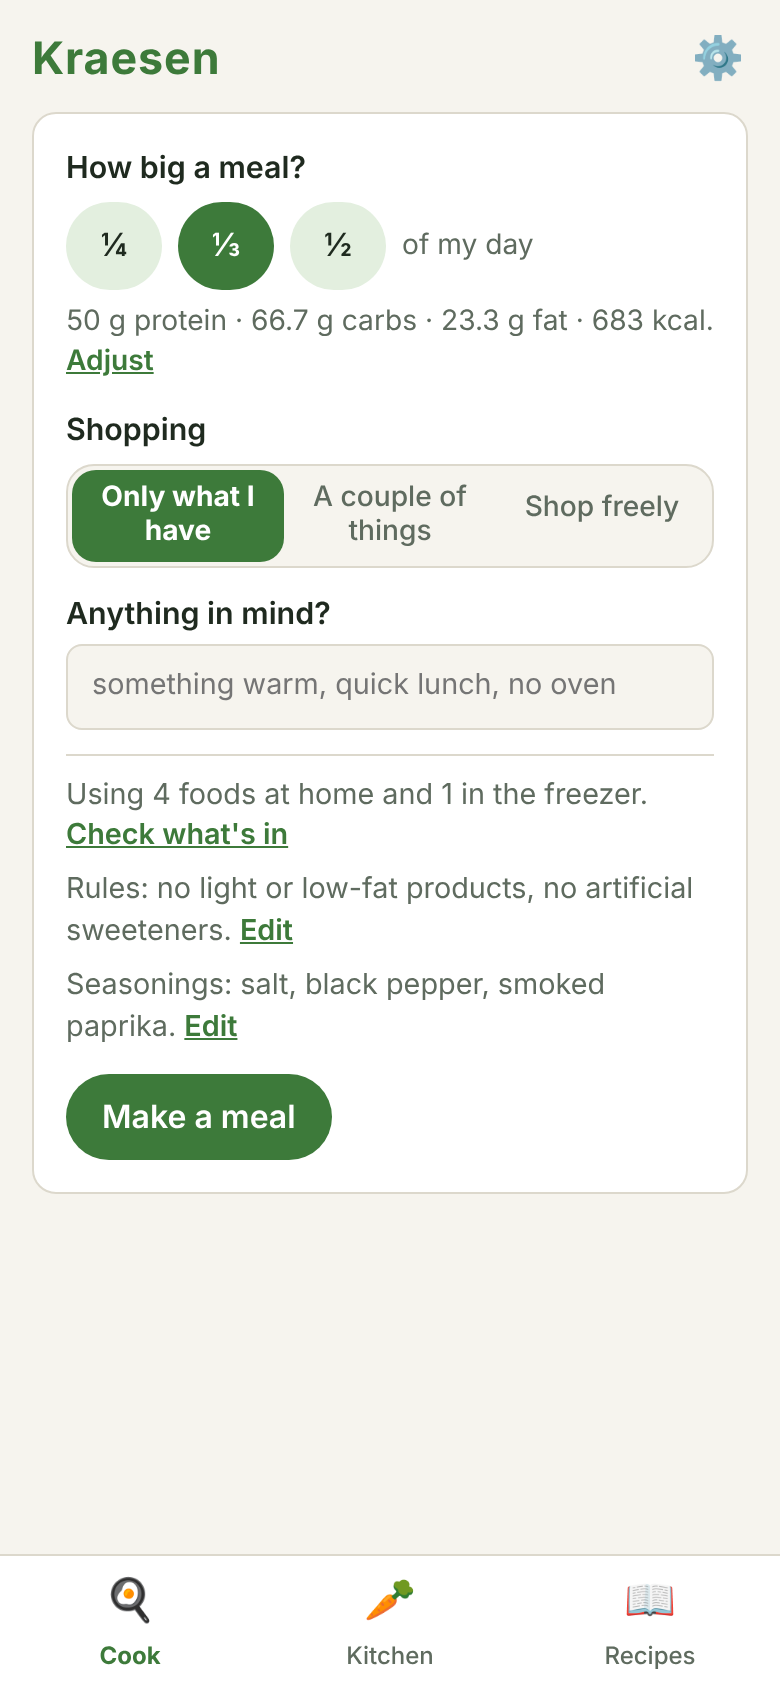 Kraesen
How big a meal?
¼ ⅓ ½ of my day
50 g protein · 66.7 g carbs · 23.3 g fat · 683 kcal.
Adjust
Shopping
Only what I
have
A couple of
things
Shop freely
Anything in mind?
something warm, quick lunch, no oven
Using 4 foods at home and 1 in the freezer.
Check what's in
Rules: no light or low-fat products, no artificial
sweeteners. Edit
Seasonings: salt, black pepper, smoked
paprika. Edit
Make a meal
Cook
Kitchen
Recipes